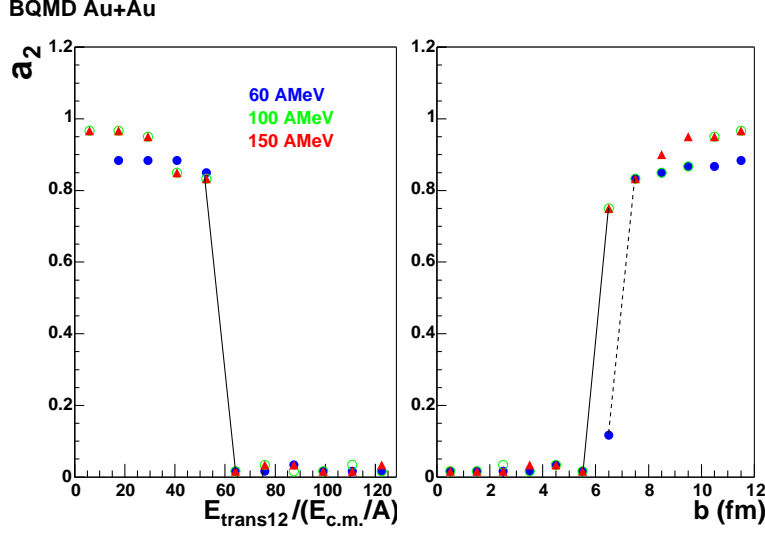 BQMD Au+Au
a2
1.2
1
0.8
0.6
0.4
0.2
0
0 20 40 60 80 100 120
Etrans12/(Ec.m./A)
60 AMeV
100 AMeV
150 AMeV
1.2
1
0.8
0.6
0.4
0.2
0
0 2 4 6 8 10 12
b (fm)